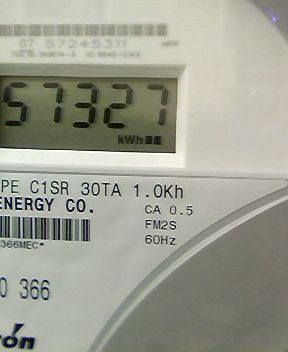 07 57245311
57327
kWh
PE C1SR 30TA 1.0Kh
ENERGY CO.
CA 0.5
FM2S
60Hz
366MEC*
0 366
rón